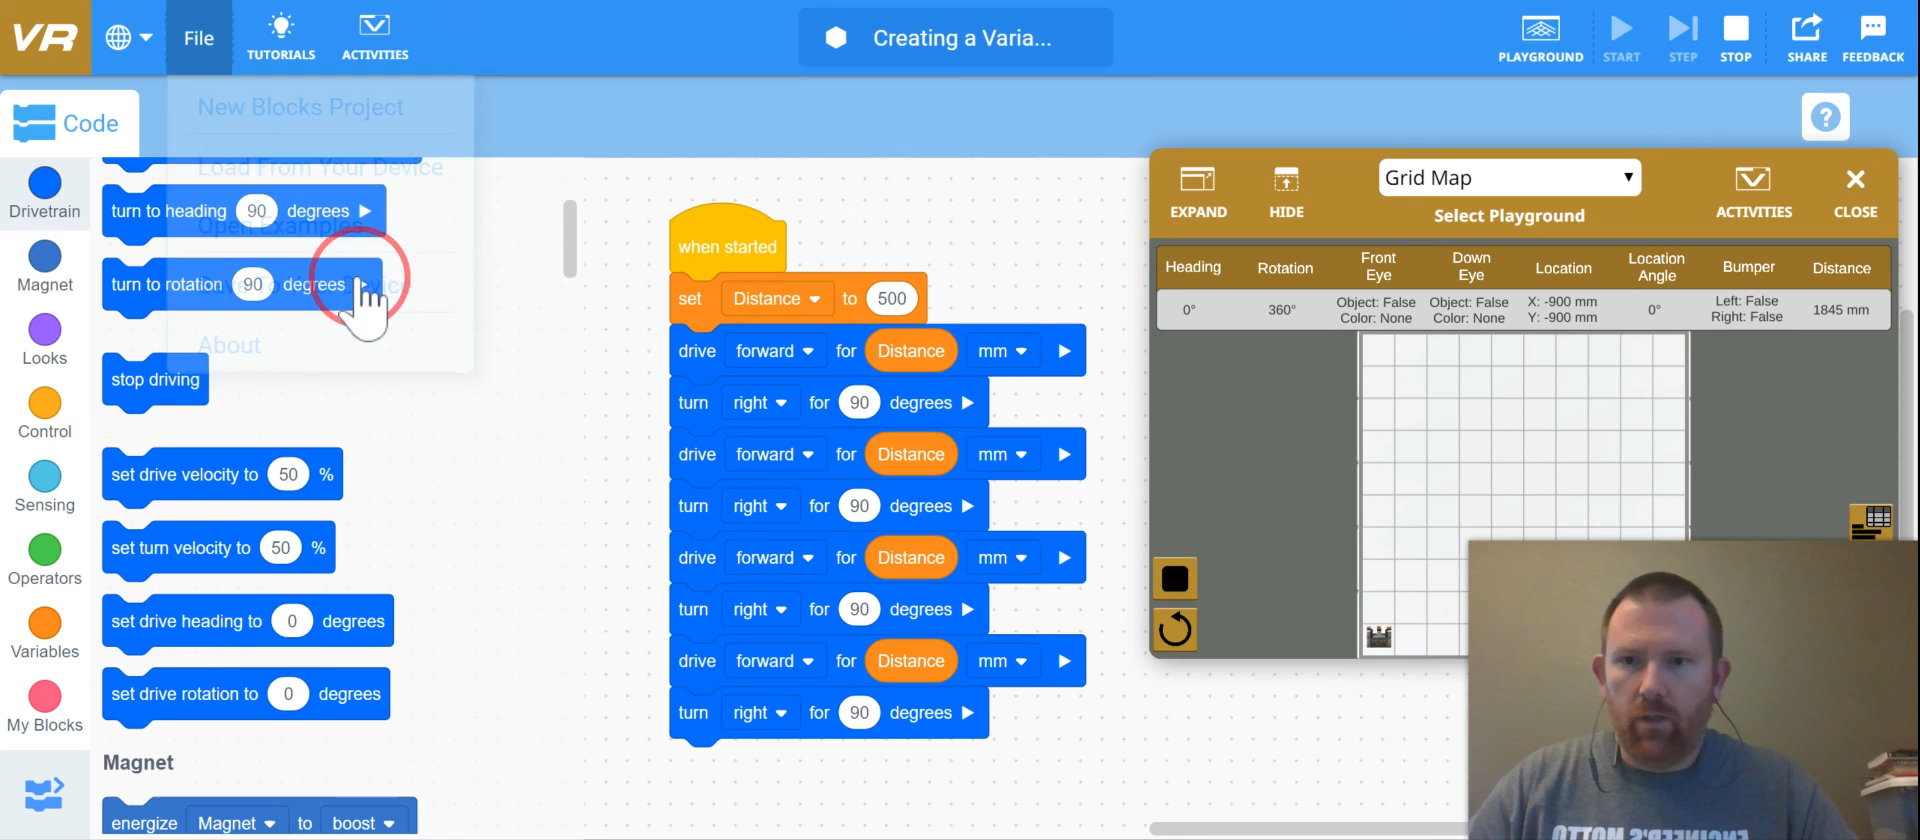 VR
File
TUTORIALS
ACTIVITIES
Creating a Varia...
PLAYGROUND
START
STEP
STOP
SHARE
FEEDBACK
New Blocks Project
Load From Your Device
Open Examples
About
Code
?
Drivetrain
Magnet
Looks
Control
Sensing
Operators
Variables
My Blocks
turn to heading 90 degrees
turn to rotation 90 degrees
stop driving
set drive velocity to 50 %
set turn velocity to 50 %
set drive heading to 0 degrees
set drive rotation to 0 degrees
Magnet
energize Magnet to boost
when started
set Distance to 500
drive forward for Distance mm
turn right for 90 degrees
drive forward for Distance mm
turn right for 90 degrees
drive forward for Distance mm
turn right for 90 degrees
drive forward for Distance mm
turn right for 90 degrees
EXPAND
HIDE
Grid Map
Select Playground
ACTIVITIES
CLOSE
Heading Rotation Front Eye Down Eye Location Location Angle Bumper Distance
0° 360° Object: False Color: None Object: False Color: None X: -900 mm Y: -900 mm 0° Left: False Right: False 1845 mm